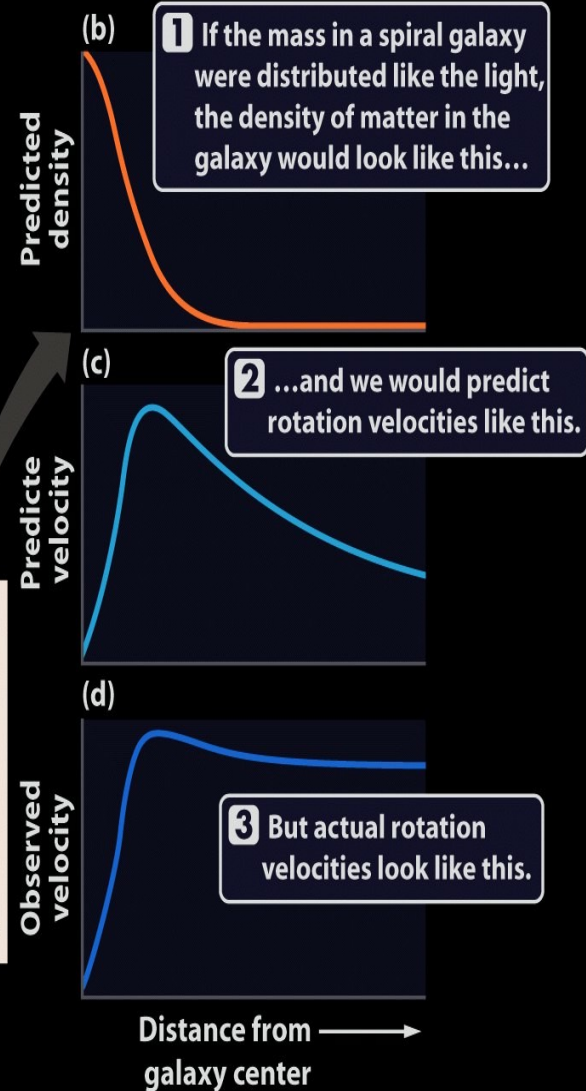 (b)
1 If the mass in a spiral galaxy
were distributed like the light,
the density of matter in the
galaxy would look like this…
Predicted
density
(c)
2 …and we would predict
rotation velocities like this.
Predicte
velocity
(d)
3 But actual rotation
velocities look like this.
Observed
velocity
Distance from
galaxy center